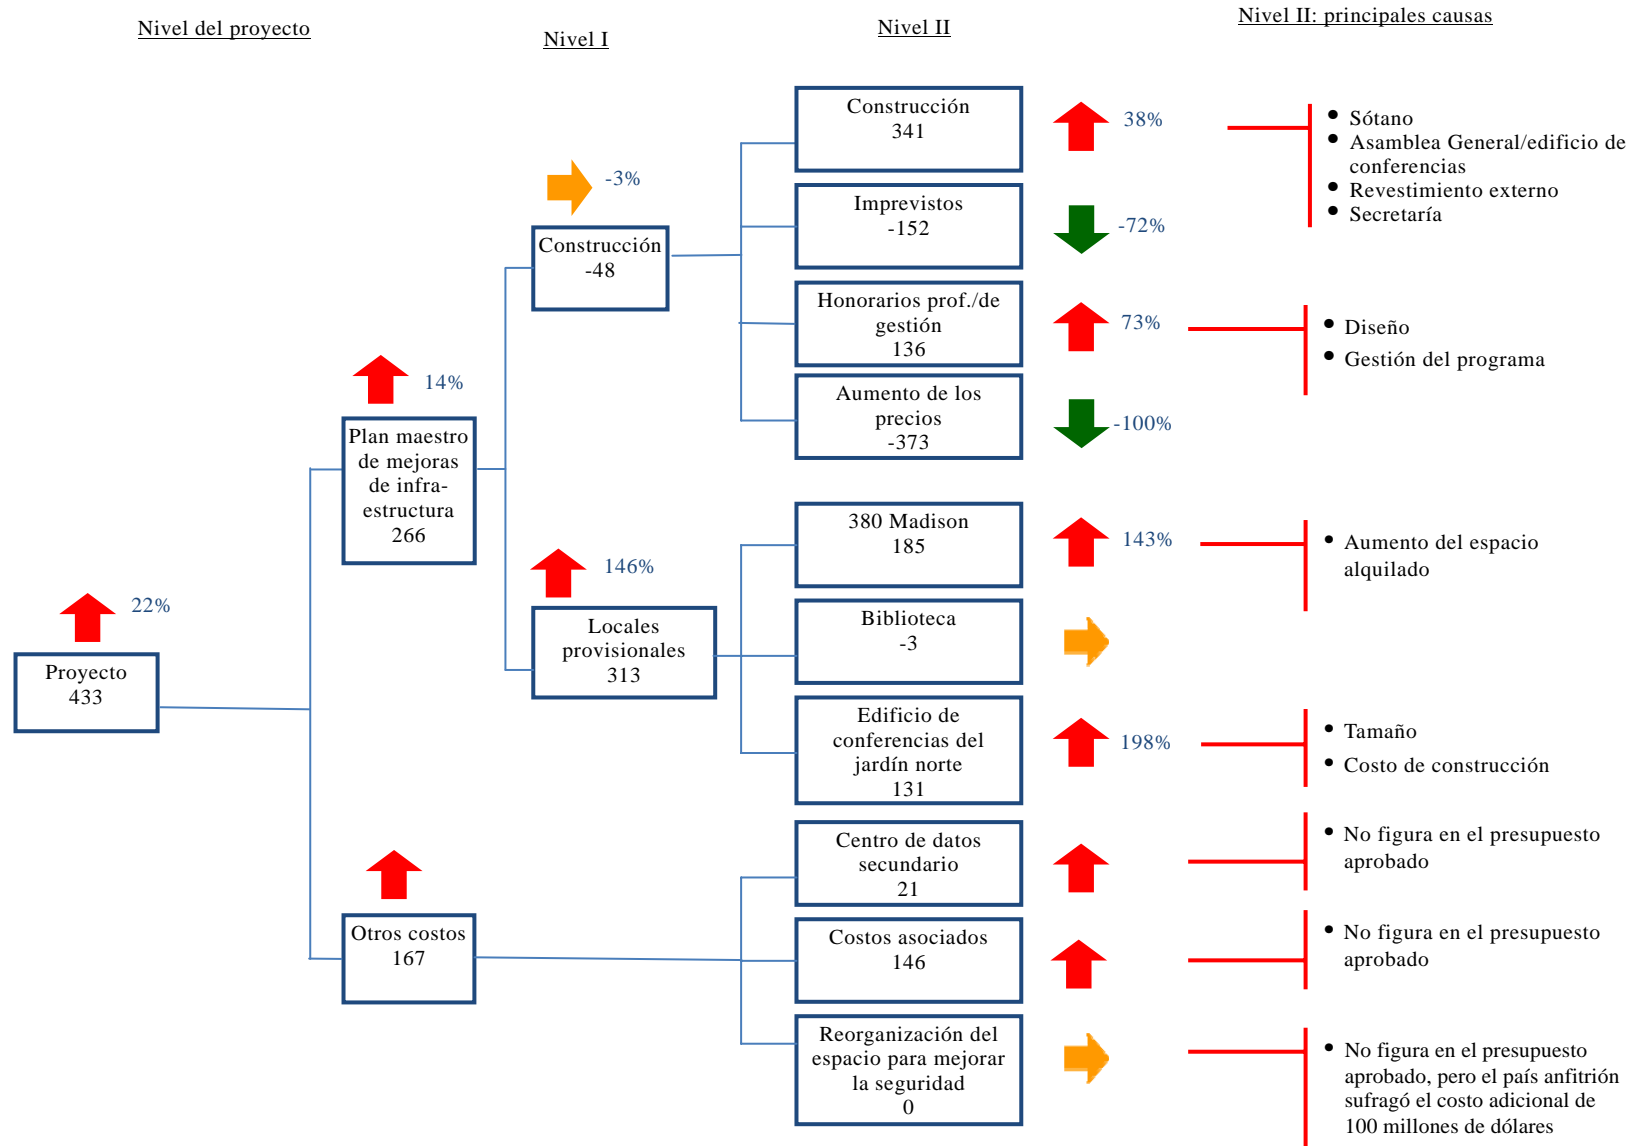 Nivel del proyecto
Nivel I
Nivel II
Nivel II: principales causas
Proyecto
433
22%
Plan maestro
de mejoras
de infra-
estructura
266
14%
Otros costos
167
Construcción
-48
-3%
Locales
provisionales
313
146%
Construcción
341
38%
• Sótano
• Asamblea General/edificio de
conferencias
• Revestimiento externo
• Secretaría
Imprevistos
-152
-72%
Honorarios prof./de
gestión
136
73%
• Diseño
• Gestión del programa
Aumento de los
precios
-373
-100%
380 Madison
185
143%
• Aumento del espacio
alquilado
Biblioteca
-3
Edificio de
conferencias del
jardín norte
131
198%
• Tamaño
• Costo de construcción
Centro de datos
secundario
21
• No figura en el presupuesto
aprobado
Costos asociados
146
• No figura en el presupuesto
aprobado
Reorganización del
espacio para mejorar
la seguridad
0
• No figura en el presupuesto
aprobado, pero el país anfitrión
sufragó el costo adicional de
100 millones de dólares